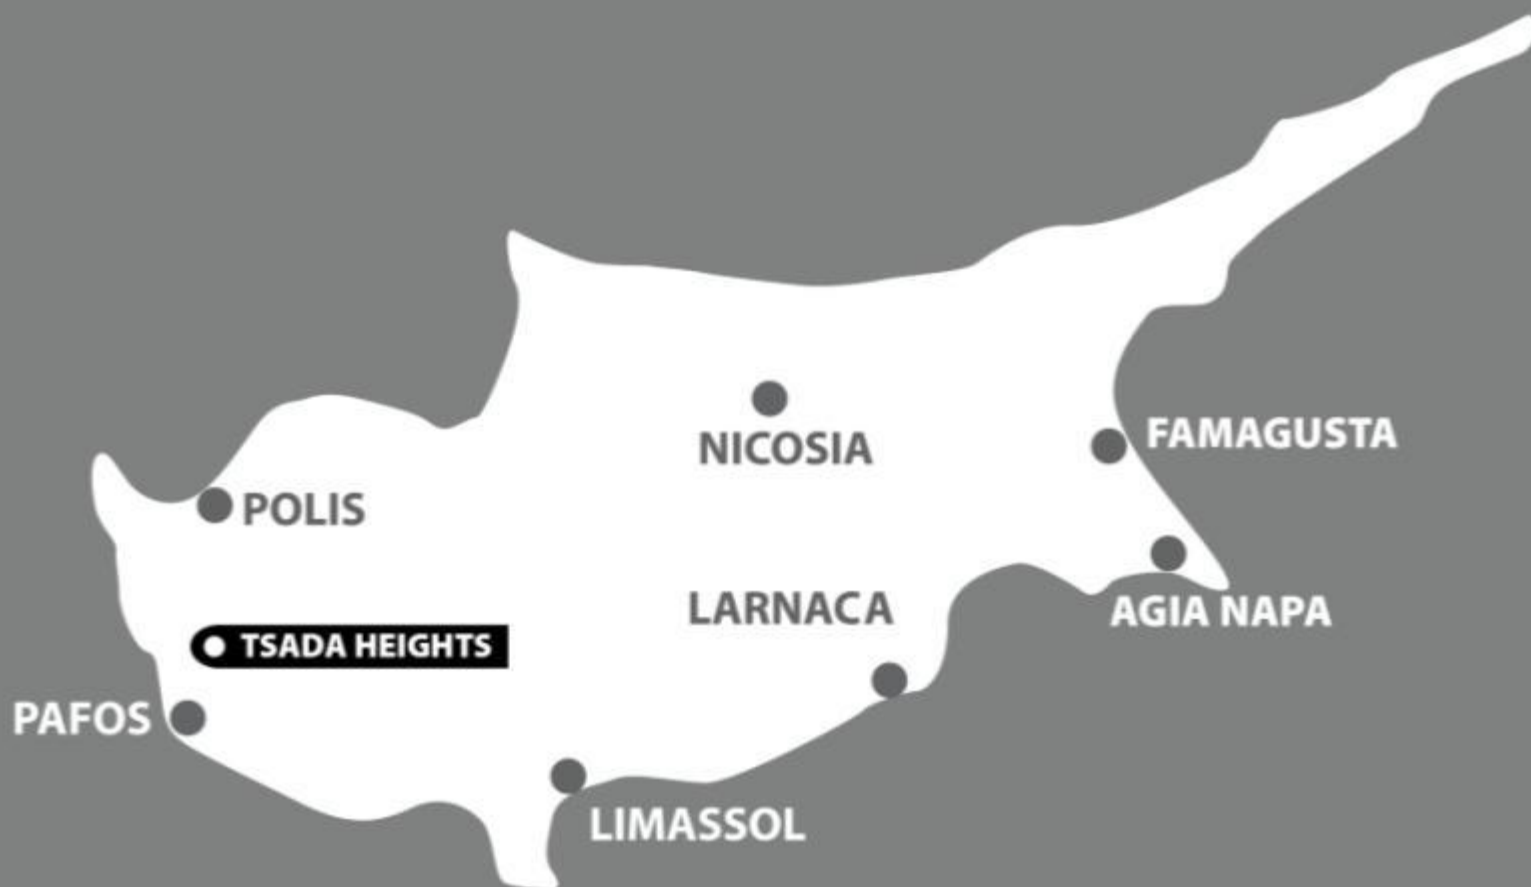 FAMAGUSTA
NICOSIA
POLIS
LARNACA
AGIA NAPA
TSADA HEIGHTS
PAFOS
LIMASSOL